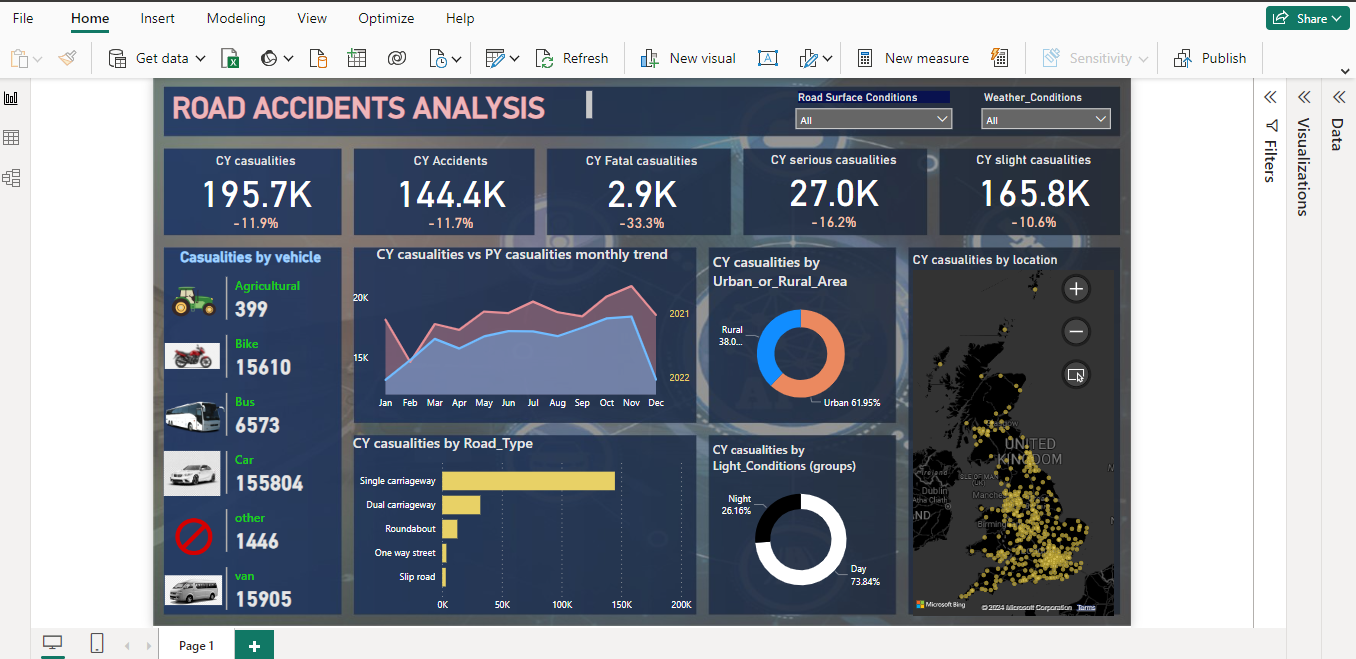 File Home Insert Modeling View Optimize Help Share
Get data Refresh New visual New measure Sensitivity Publish
ROAD ACCIDENTS ANALYSIS
Road Surface Conditions
All
Weather_Conditions
All
CY casualities
195.7K
-11.9%
CY Accidents
144.4K
-11.7%
CY Fatal casualities
2.9K
-33.3%
CY serious casualities
27.0K
-16.2%
CY slight casualities
165.8K
-10.6%
Casualities by vehicle
Agricultural
399
Bike
15610
Bus
6573
Car
155804
other
1446
van
15905
CY casualities vs PY casualities monthly trend
20K
15K
2021
2022
Jan Feb Mar Apr May Jun Jul Aug Sep Oct Nov Dec
CY casualities by Road_Type
Single carriageway
Dual carriageway
Roundabout
One way street
Slip road
0K 50K 100K 150K 200K
CY casualities by
Urban_or_Rural_Area
Rural
38.0...
Urban 61.95%
CY casualities by
Light_Conditions (groups)
Night
26.16%
Day
73.84%
CY casualities by location
UNITED
KINGDOM
Dublin
Microsoft Bing
© 2024 Microsoft Corporation Terms
Filters
Visualizations
Data
Page 1